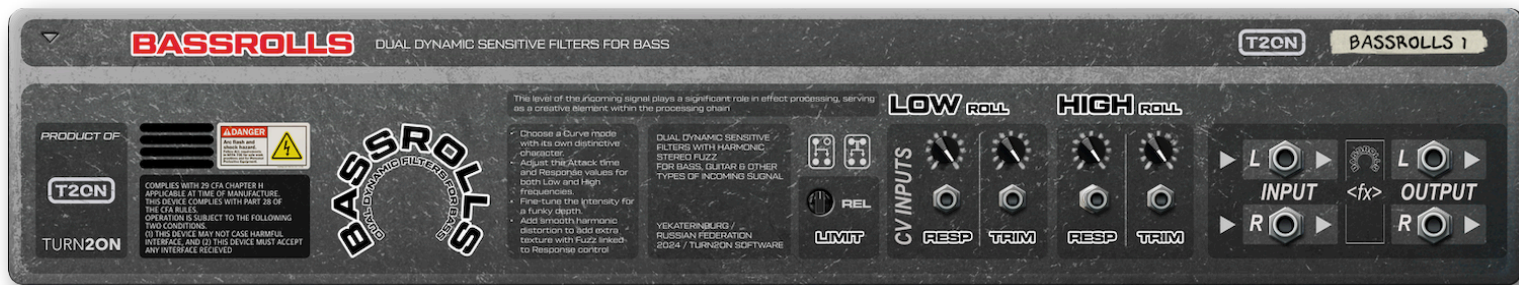 BASSROLLS
DUAL DYNAMIC SENSITIVE FILTERS FOR BASS
T2ON
BASSROLLS 1
PRODUCT OF
T2ON
TURN2ON
DANGER
Arc flash and
shock hazard.
COMPLIES WITH 29 CFA CHAPTER H
APPLICABLE AT TIME OF MANUFACTURE.
THIS DEVICE COMPLIES WITH PART 28 OF
THE CFA RULES.
OPERATION IS SUBJECT TO THE FOLLOWING
TWO CONDITIONS.
(1) THIS DEVICE MAY NOT CASE HARMFUL
INTERFACE, AND (2) THIS DEVICE MUST ACCEPT
ANY INTERFACE RECIEVED
BASSROLLS
DUAL DYNAMIC FILTERS FOR BABS
The level of the incoming signal plays a significant role in effect processing, serving
as a creative element within the processing chain
• Choose a Curve mode
with its own distinctive
character.
• Adjust the Attack time
and Response values for
both Low and High
frequencies.
• Fine-tune the Intensity for
a funky depth.
• Add smooth harmonic
distortion to add extra
texture with Fuzz linked
to Response control
DUAL DYNAMIC SENSITIVE
FILTERS WITH HARMONIC
STEREO FUZZ
FOR BASS, GUITAR & OTHER
TYPES OF INCOMING SUGNAL
YEKATERINBURG /
RUSSIAN FEDERATION
2024 / TURN2ON SOFTWARE
REL
LIMIT
CV INPUTS
LOW ROLL
RESP
TRIM
HIGH ROLL
RESP
TRIM
L
INPUT
R
<fx>
L
OUTPUT
R